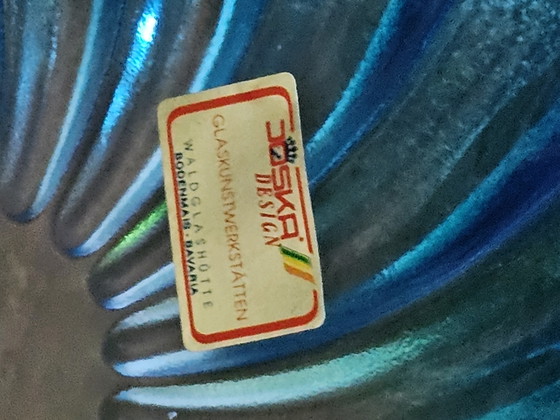 JOSKA
DESIGN
GLASKUNSTWERKSTÄTTEN
WALDGLASHÜTTE
BODENMAIS · BAVARIA